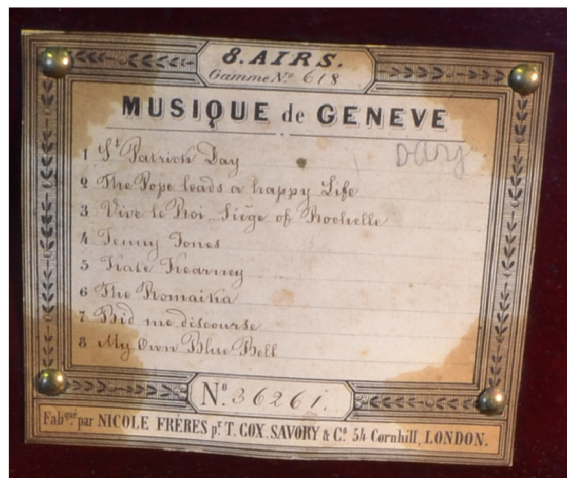 8. AIRS.
Gamme Nº 618
MUSIQUE de GENEVE
1 St Patrick Day
2 The Pope leads a happy Life
3 Vive le Roi Siége of Rochelle
4 Jenny Jones
5 Kate Kearney
6 The Romaika
7 Bid me discourse
8 My Own Blue Bell
Nº 36261.
Fabqué par NICOLE FRÈRES pr T. COX. SAVORY & Cº 54 Cornhill, LONDON.